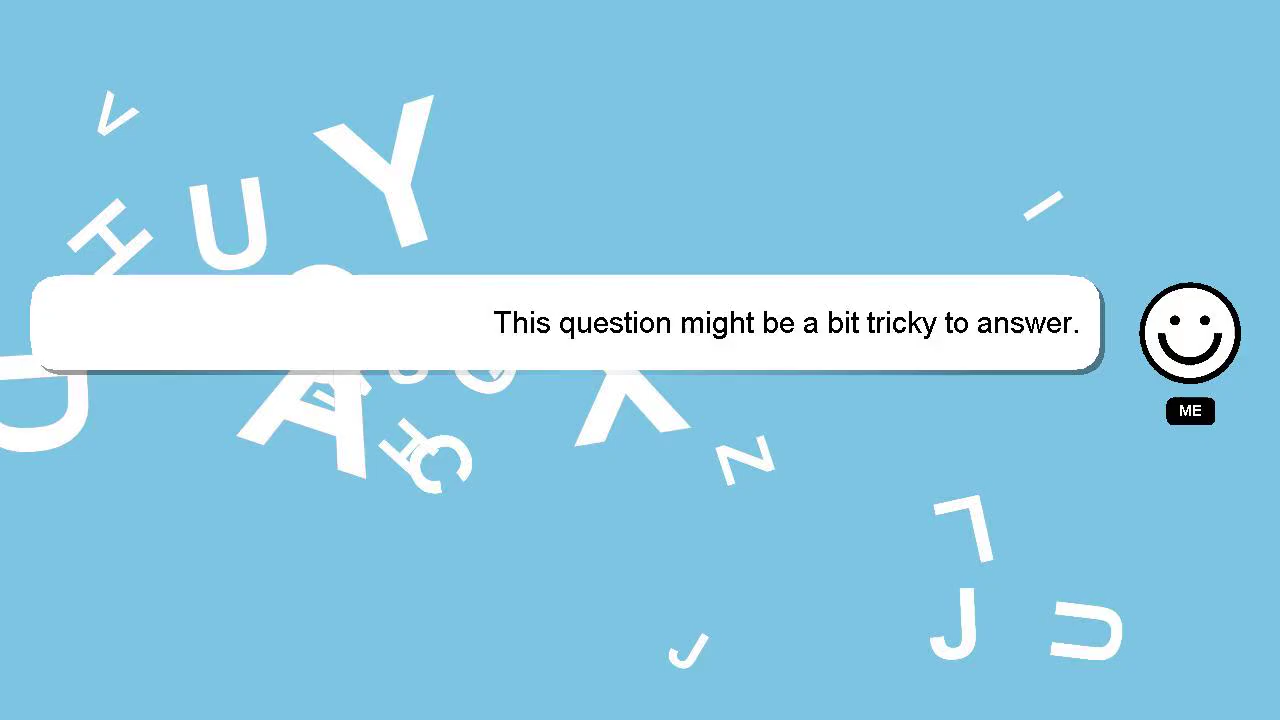 V
H
U
Y
I
This question might be a bit tricky to answer.
ME
A
H
C
X
N
L
J
U
J